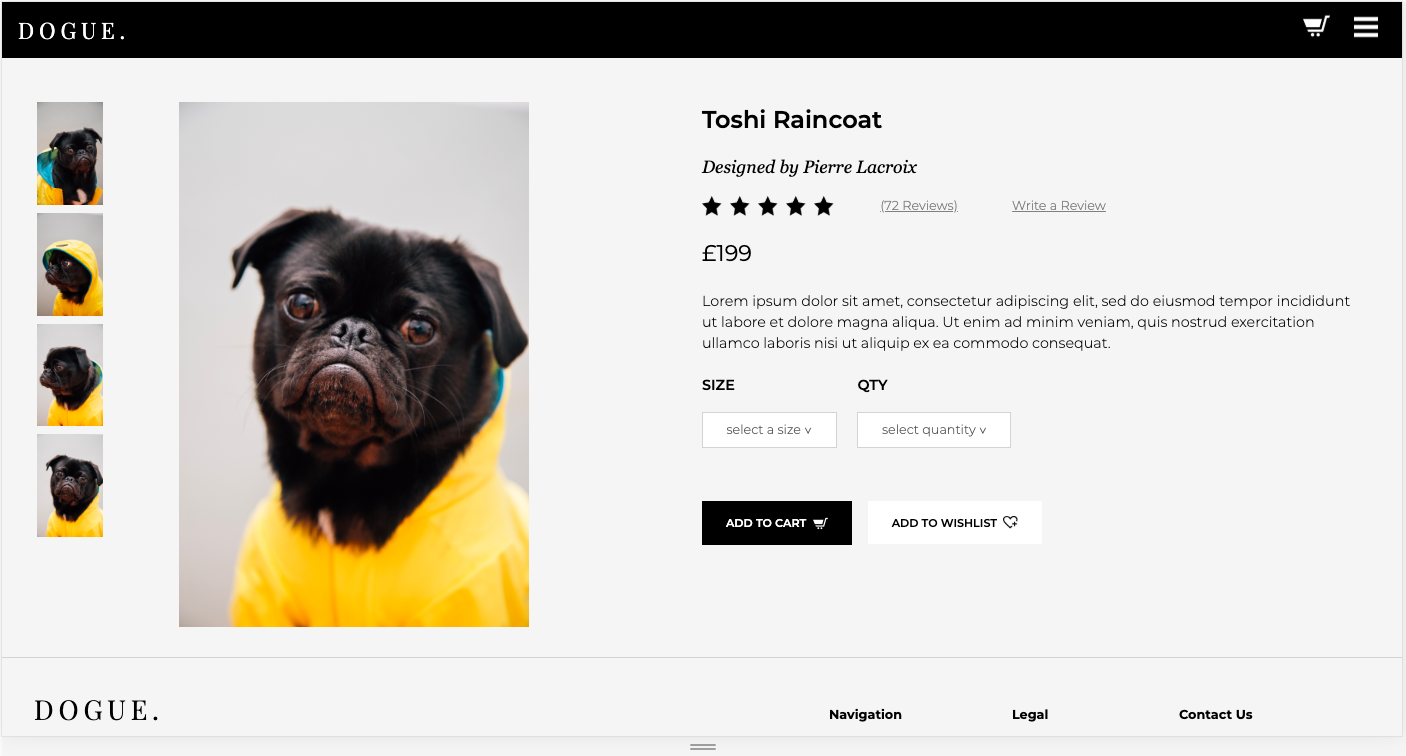 DOGUE.
Toshi Raincoat
Designed by Pierre Lacroix
(72 Reviews) Write a Review
£199
Lorem ipsum dolor sit amet, consectetur adipiscing elit, sed do eiusmod tempor incididunt
ut labore et dolore magna aliqua. Ut enim ad minim veniam, quis nostrud exercitation
ullamco laboris nisi ut aliquip ex ea commodo consequat.
SIZE QTY
select a size v select quantity v
ADD TO CART ADD TO WISHLIST
DOGUE.
Navigation Legal Contact Us